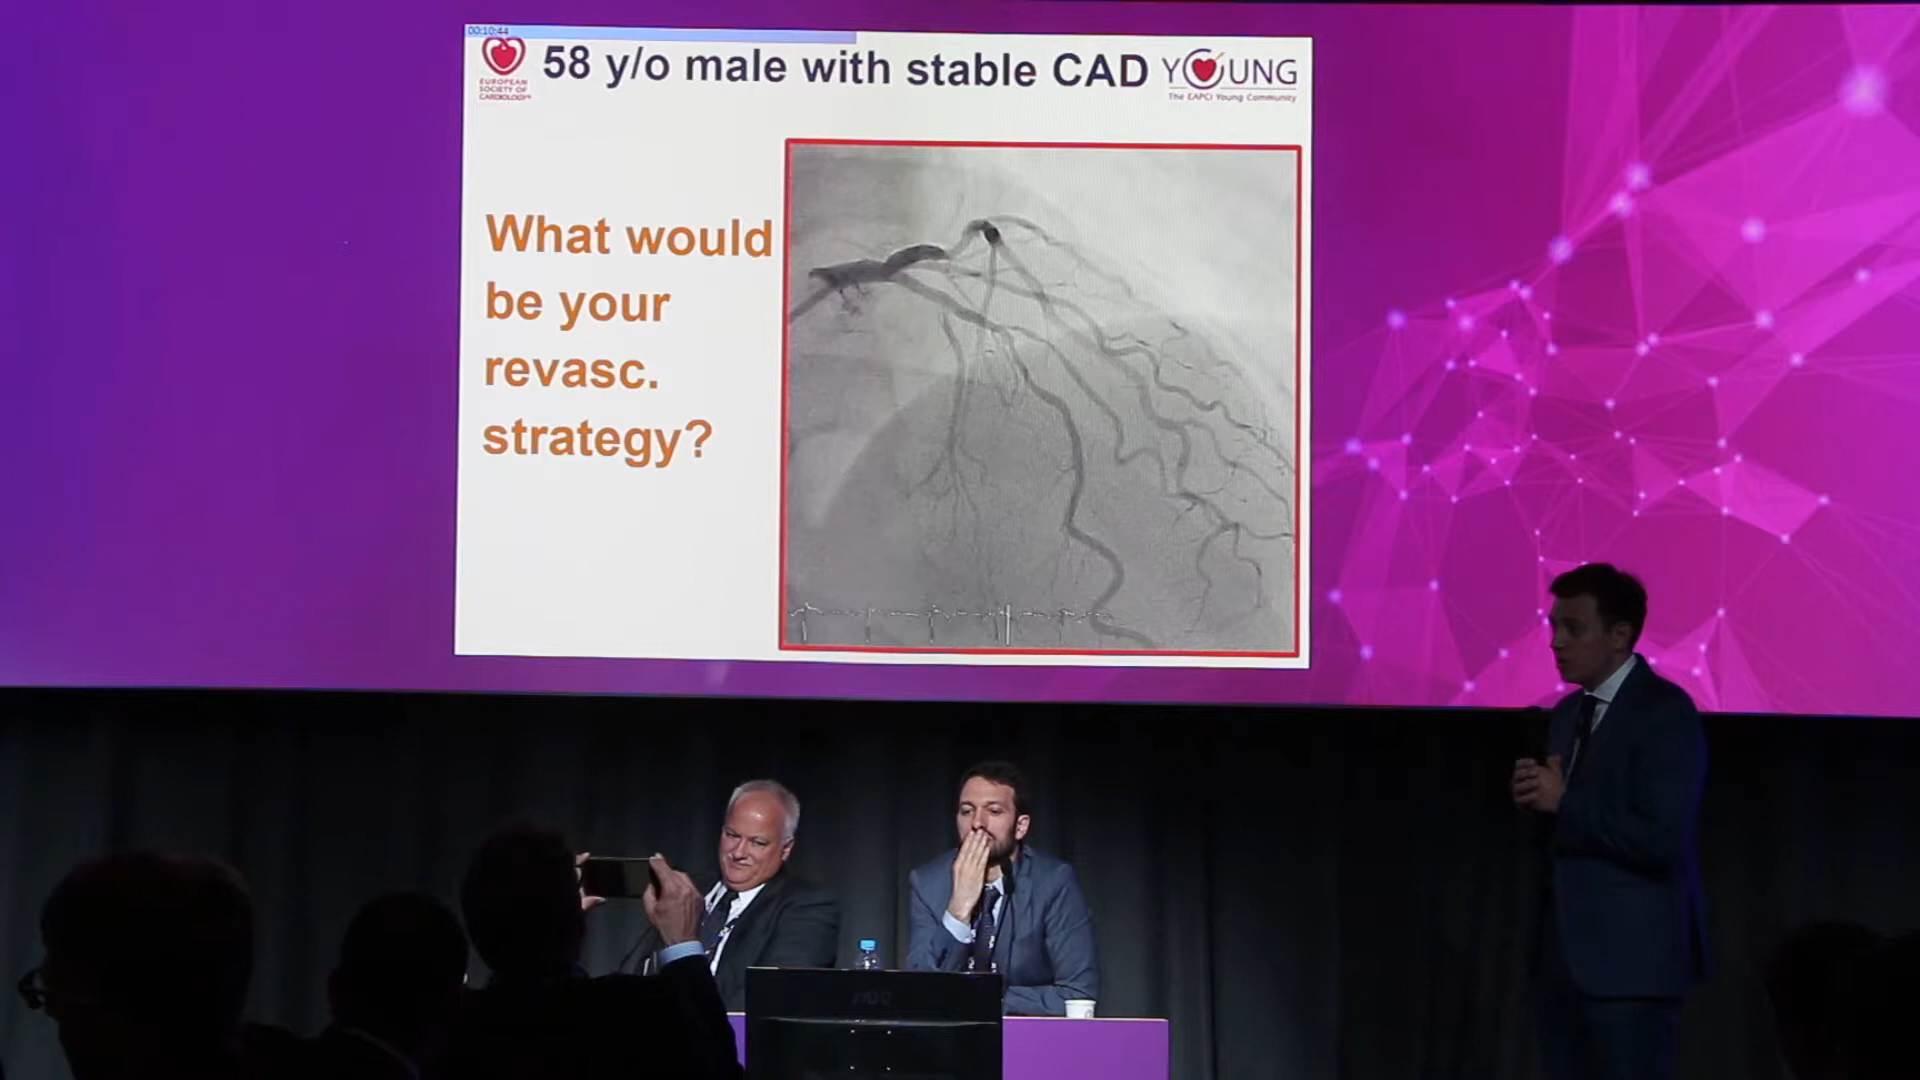 00:10:44
EUROPEAN
SOCIETY OF
CARDIOLOGY®
58 y/o male with stable CAD
YOUNG
The EAPCI Young Community
What would
be your
revasc.
strategy?